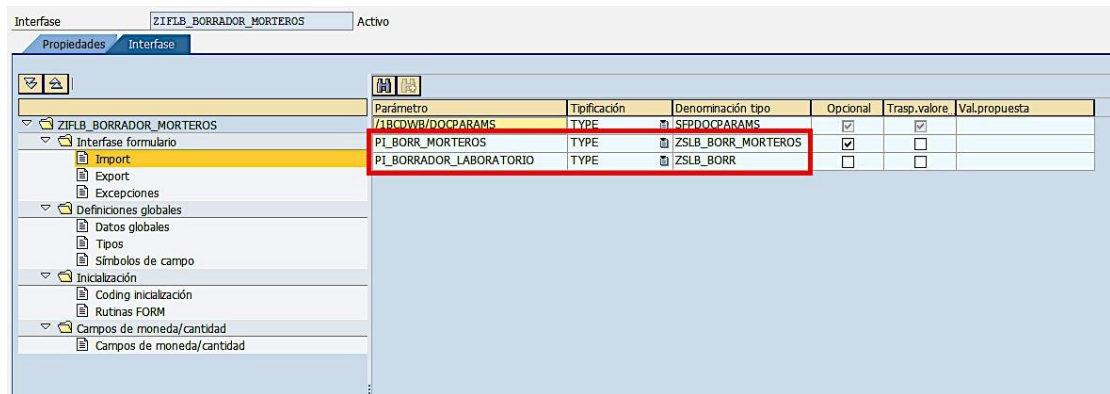 Interfase ZIFLB_BORRADOR_MORTEROS Activo
Propiedades Interfase
Parámetro Tipificación Denominación tipo Opcional Trasp.valore Val.propuesta
/1BCDWB/DOCPARAMS TYPE SFPDOCPARAMS
PI_BORR_MORTEROS TYPE ZSLB_BORR_MORTEROS
PI_BORRADOR_LABORATORIO TYPE ZSLB_BORR
ZIFLB_BORRADOR_MORTEROS
Interfase formulario
Import
Export
Excepciones
Definiciones globales
Datos globales
Tipos
Símbolos de campo
Inicialización
Coding inicialización
Rutinas FORM
Campos de moneda/cantidad
Campos de moneda/cantidad